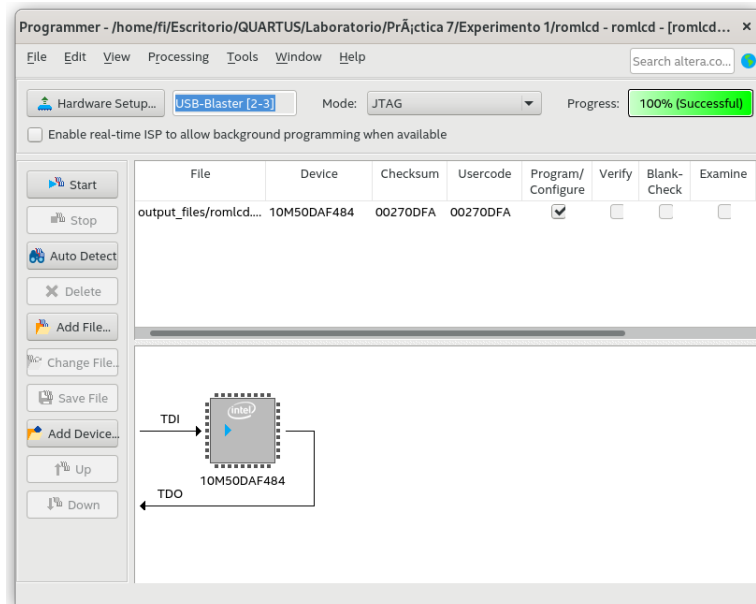 Programmer - /home/fi/Escritorio/QUARTUS/Laboratorio/PrÃ¡ctica 7/Experimento 1/romlcd - romlcd - [romlcd...
File Edit View Processing Tools Window Help
Search altera.co...
Hardware Setup... USB-Blaster [2-3] Mode: JTAG Progress: 100% (Successful)
Enable real-time ISP to allow background programming when available
Start
Stop
Auto Detect
Delete
Add File...
Change File..
Save File
Add Device..
Up
Down
File Device Checksum Usercode Program/ Verify Blank- Examine
Configure Check
output_files/romlcd.... 10M50DAF484 00270DFA 00270DFA
intel
TDI
10M50DAF484
TDO